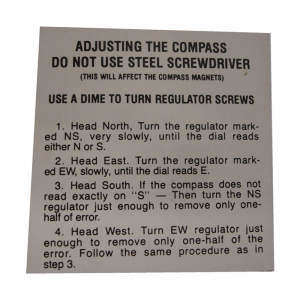 ADJUSTING THE COMPASS
DO NOT USE STEEL SCREWDRIVER
(THIS WILL AFFECT THE COMPASS MAGNETS)
USE A DIME TO TURN REGULATOR SCREWS
1. Head North, Turn the regulator mark-
ed NS, very slowly, until the dial reads
either N or S.
2. Head East. Turn the regulator mark-
ed EW, slowly, until the dial reads E.
3. Head South. If the compass does not
read exactly on "S" — Then turn the NS
regulator just enough to remove only one-
half of error.
4. Head West. Turn EW regulator just
enough to remove only one-half of the
error. Follow the same procedure as in
step 3.